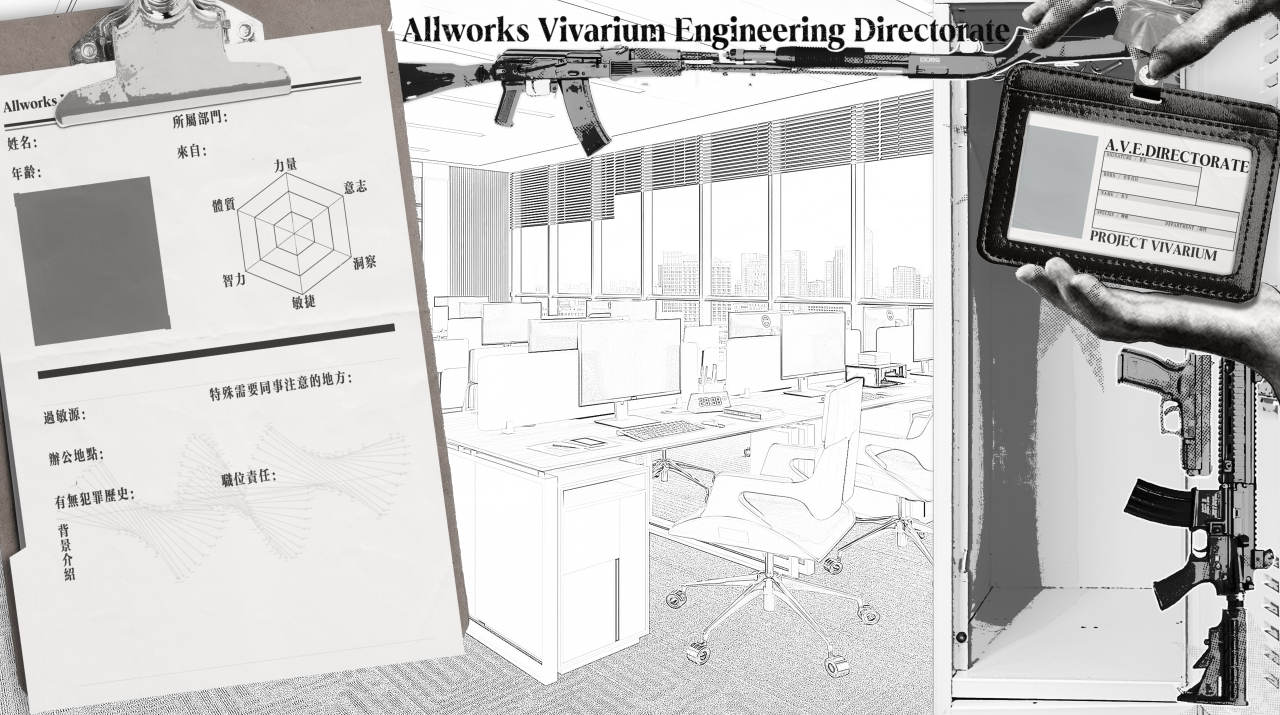 Allworks Vivarium Engineering Directorate
Allworks
所屬部門：
姓名：
來自：
年齡：
力量
意志
體質
洞察
智力
敏捷
特殊需要同事注意的地方：
過敏源：
辦公地點：
職位責任：
有無犯罪歷史：
背景介紹
A.V.E.DIRECTORATE
PROJECT VIVARIUM